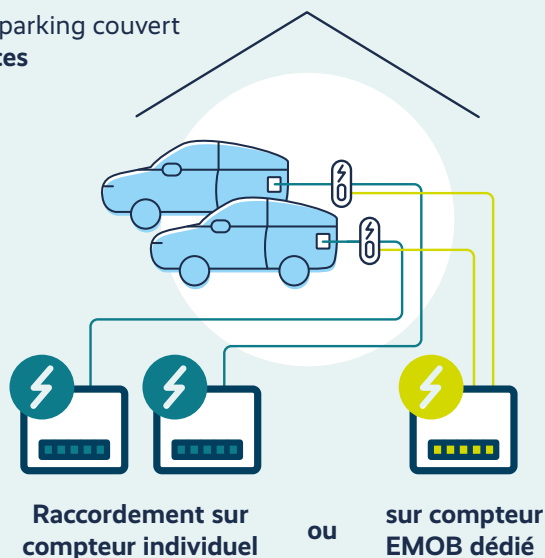 parking couvert
Raccordement sur
compteur individuel
ou
sur compteur
EMOB dédié